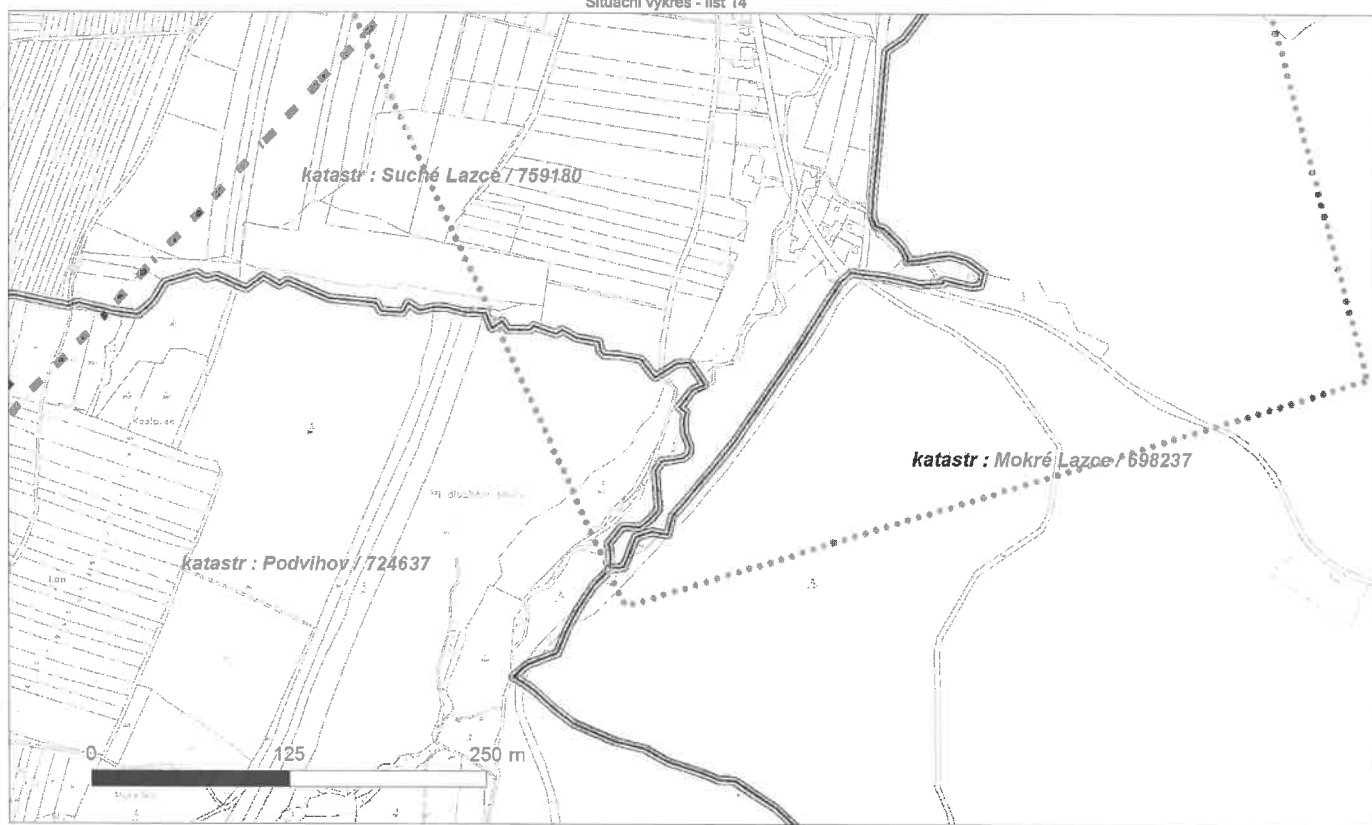 Situační výkres - list 14
katastr : Suché Lazce / 759180
katastr : Mokré Lazce / 698237
katastr : Podvihov / 724637
0 125 250 m